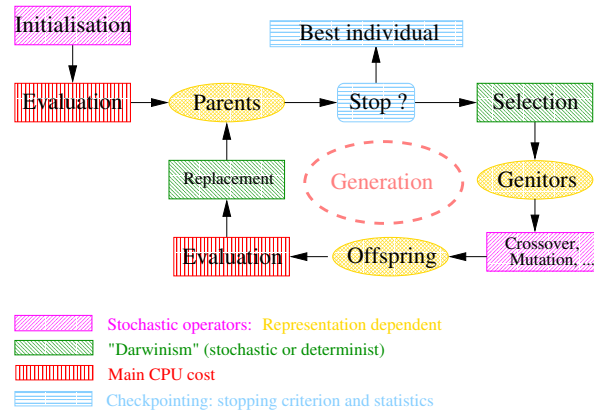 Initialisation
Best individual
Evaluation
Parents
Stop ?
Selection
Replacement
Generation
Genitors
Crossover,
Mutation, ...
Evaluation
Offspring
Stochastic operators: Representation dependent
"Darwinism" (stochastic or determinist)
Main CPU cost
Checkpointing: stopping criterion and statistics